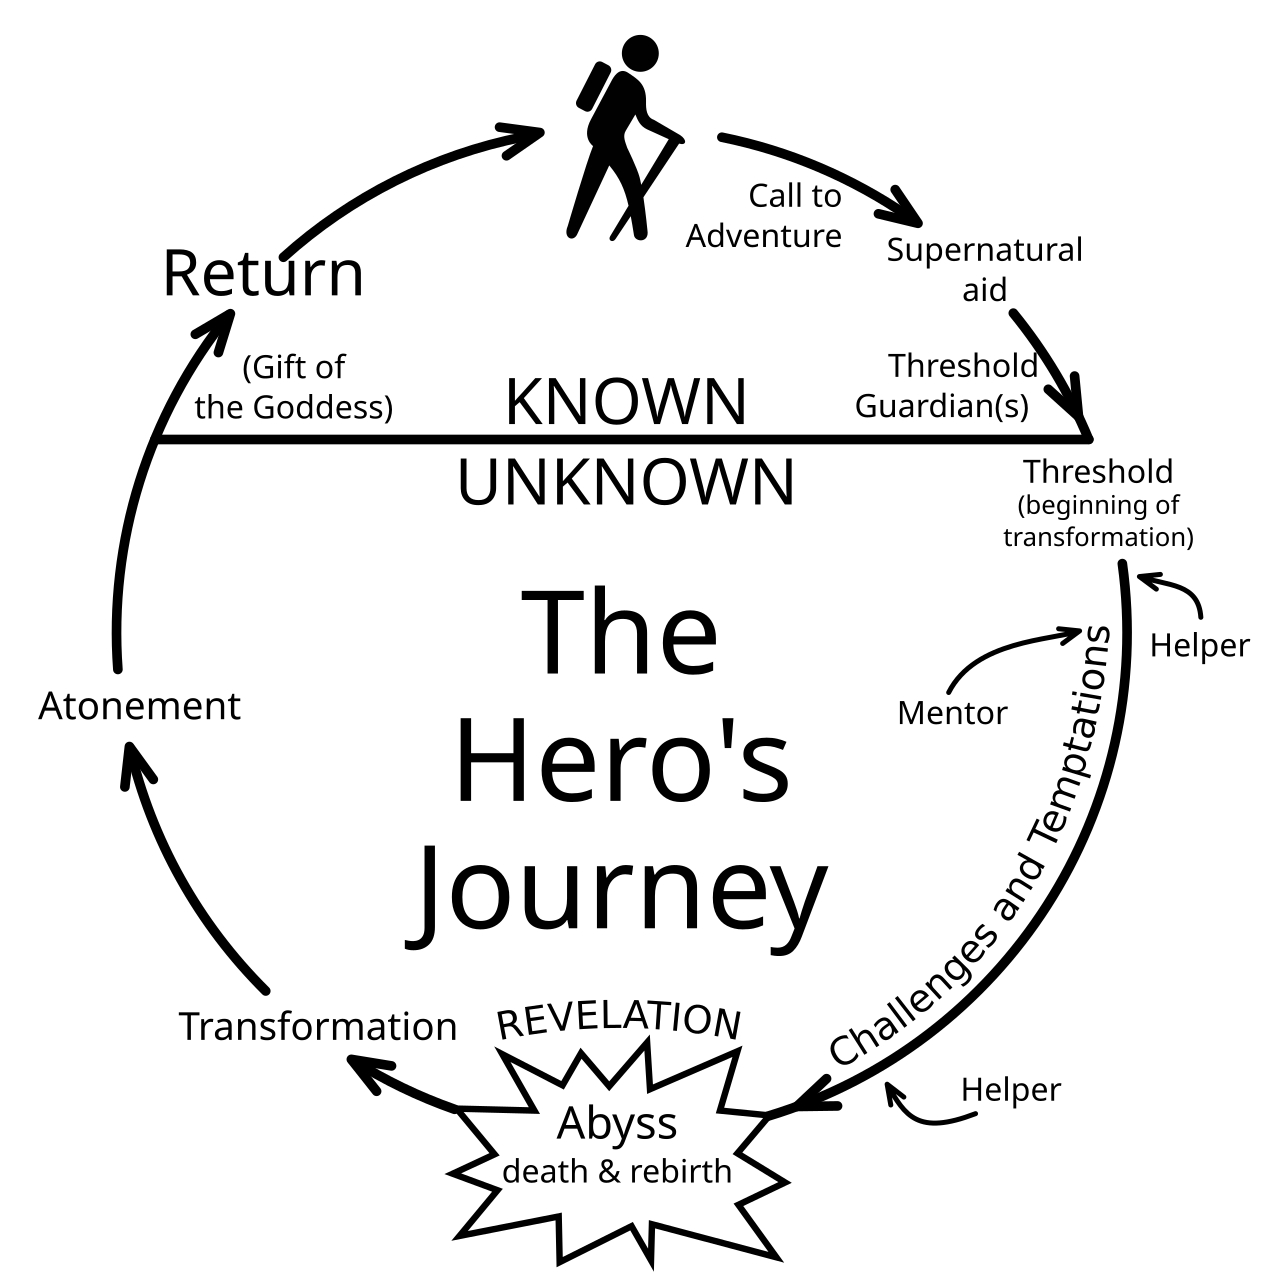 Call to
Adventure
Supernatural
aid
Return
(Gift of
the Goddess)
KNOWN
Threshold
Guardian(s)
UNKNOWN
Threshold
(beginning of
transformation)
Helper
Mentor
Challenges and Temptations
The
Hero's
Journey
Atonement
Transformation
REVELATION
Helper
Abyss
death & rebirth